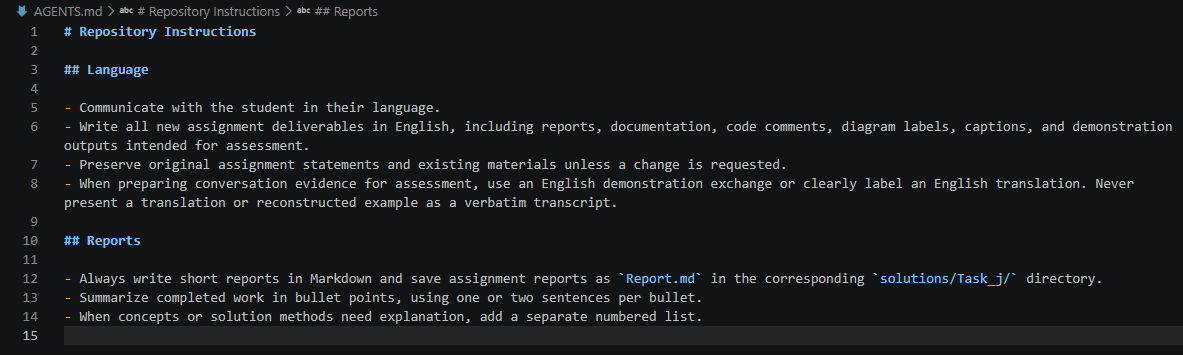 AGENTS.md > abc # Repository Instructions > abc ## Reports
1 # Repository Instructions
2
3 ## Language
4
5 - Communicate with the student in their language.
6 - Write all new assignment deliverables in English, including reports, documentation, code comments, diagram labels, captions, and demonstration
outputs intended for assessment.
7 - Preserve original assignment statements and existing materials unless a change is requested.
8 - When preparing conversation evidence for assessment, use an English demonstration exchange or clearly label an English translation. Never
present a translation or reconstructed example as a verbatim transcript.
9
10 ## Reports
11
12 - Always write short reports in Markdown and save assignment reports as `Report.md` in the corresponding `solutions/Task_j/` directory.
13 - Summarize completed work in bullet points, using one or two sentences per bullet.
14 - When concepts or solution methods need explanation, add a separate numbered list.
15